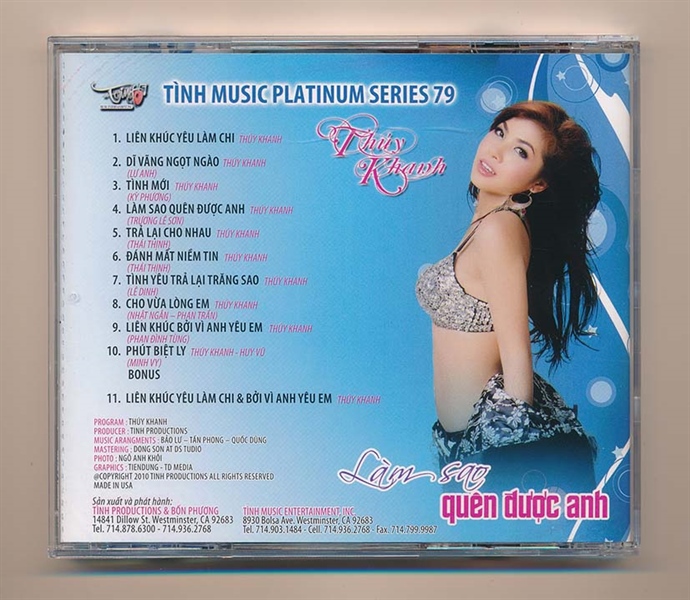 Tình
TÌNH MUSIC PLATINUM SERIES 79
Thúy
Khanh
1. LIÊN KHÚC YÊU LÀM CHI THÚY KHANH
2. DĨ VÃNG NGỌT NGÀO THÚY KHANH
(LƯ ANH)
3. TÌNH MỚI THÚY KHANH
(KỲ PHƯƠNG)
4. LÀM SAO QUÊN ĐƯỢC ANH THÚY KHANH
(TRƯƠNG LÊ SƠN)
5. TRẢ LẠI CHO NHAU THÚY KHANH
(THÁI THỊNH)
6. ĐÁNH MẤT NIỀM TIN THÚY KHANH
(THÁI THỊNH)
7. TÌNH YÊU TRẢ LẠI TRĂNG SAO THÚY KHANH
(LÊ DINH)
8. CHO VỪA LÒNG EM THÚY KHANH
(NHẬT NGÂN – PHAN TRẦN)
9. LIÊN KHÚC BỞI VÌ ANH YÊU EM THÚY KHANH
(PHAN ĐÌNH TÙNG)
10. PHÚT BIỆT LY THÚY KHANH - HUY VŨ
(MINH VY)
BONUS
11. LIÊN KHÚC YÊU LÀM CHI & BỞI VÌ ANH YÊU EM THÚY KHANH
PROGRAM : THÚY KHANH
PRODUCER : TINH PRODUCTIONS
MUSIC ARANGMENTS : BẢO LƯ – TẤN PHONG – QUỐC DŨNG
MASTERING : DONG SON AT DS TUDIO
PHOTO : NGÔ ANH KHÔI
GRAPHICS : TIENDUNG - TD MEDIA
@COPYRIGHT 2010 TINH PRODUCTIONS ALL RIGHTS RESERVED
MADE IN USA
Làm sao
quên được anh
Sản xuất và phát hành:
TÌNH PRODUCTIONS & BỐN PHƯƠNG
14841 Dillow St. Westminster, CA 92683
Tel. 714.878.6300 - 714.936.2768
TÌNH MUSIC ENTERTAINMENT, INC.
8930 Bolsa Ave. Westminster, CA 92683
Tel. 714.903.1484 - Cell. 714.936.2768 - Fax. 714.799.9987